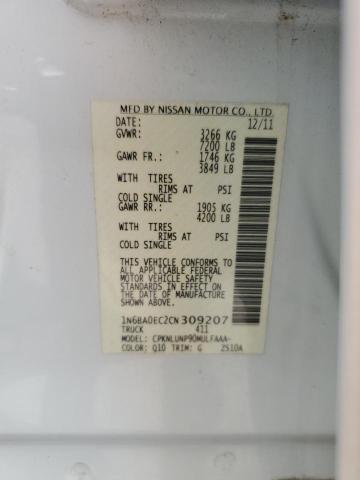 MFD BY NISSAN MOTOR CO., LTD.
DATE: 12/11
GVWR: 3266 KG
7200 LB
GAWR FR.: 1746 KG
3849 LB
WITH TIRES
RIMS AT PSI
COLD SINGLE
GAWR RR.: 1905 KG
4200 LB
WITH TIRES
RIMS AT PSI
COLD SINGLE
THIS VEHICLE CONFORMS TO
ALL APPLICABLE FEDERAL
MOTOR VEHICLE SAFETY
STANDARDS IN EFFECT ON
THE DATE OF MANUFACTURE
SHOWN ABOVE.
1N6BA0EC2CN309207
TRUCK 411
MODEL: CPKNLUNP90MULFAAA-
COLOR: Q10 TRIM: G 2S10A